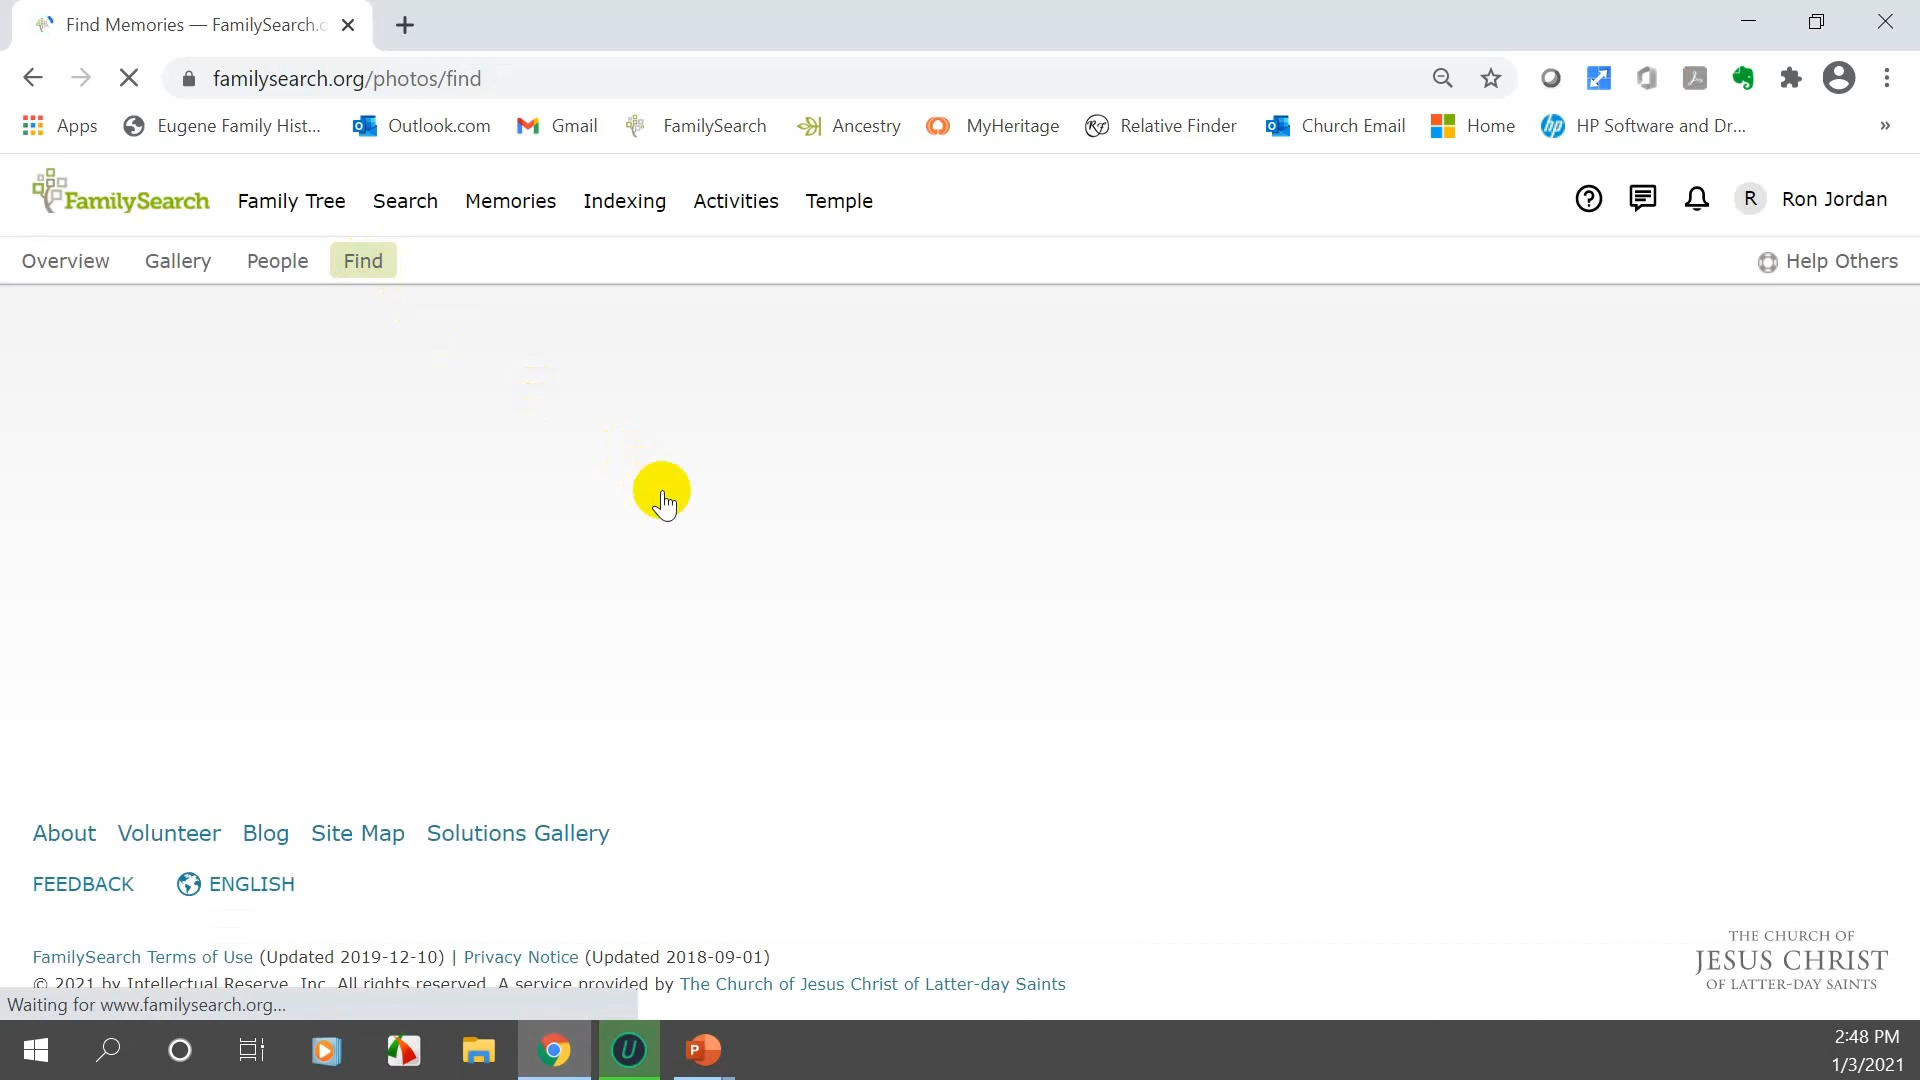 Find Memories — FamilySearch.o
familysearch.org/photos/find
Apps Eugene Family Hist... Outlook.com Gmail FamilySearch Ancestry MyHeritage Relative Finder Church Email Home HP Software and Dr... »
FamilySearch Family Tree Search Memories Indexing Activities Temple R Ron Jordan
Overview Gallery People Find Help Others
About Volunteer Blog Site Map Solutions Gallery
FEEDBACK ENGLISH
FamilySearch Terms of Use (Updated 2019-12-10) | Privacy Notice (Updated 2018-09-01)
© 2021 by Intellectual Reserve, Inc. All rights reserved. A service provided by The Church of Jesus Christ of Latter-day Saints
THE CHURCH OF
JESUS CHRIST
OF LATTER-DAY SAINTS
Waiting for www.familysearch.org...
2:48 PM
1/3/2021